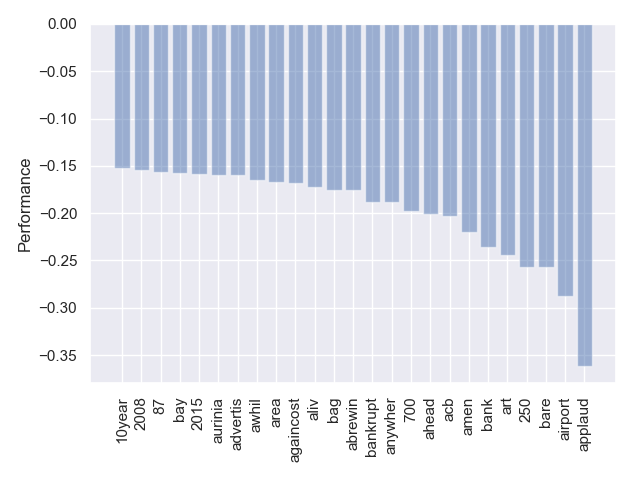 0.00
−0.05
−0.10
−0.15
−0.20
−0.25
−0.30
−0.35
Performance
10year
2008
87
bay
2015
aurinia
advertis
awhil
area
againcost
aliv
bag
abrewin
bankrupt
anywher
700
ahead
acb
amen
bank
art
250
bare
airport
applaud